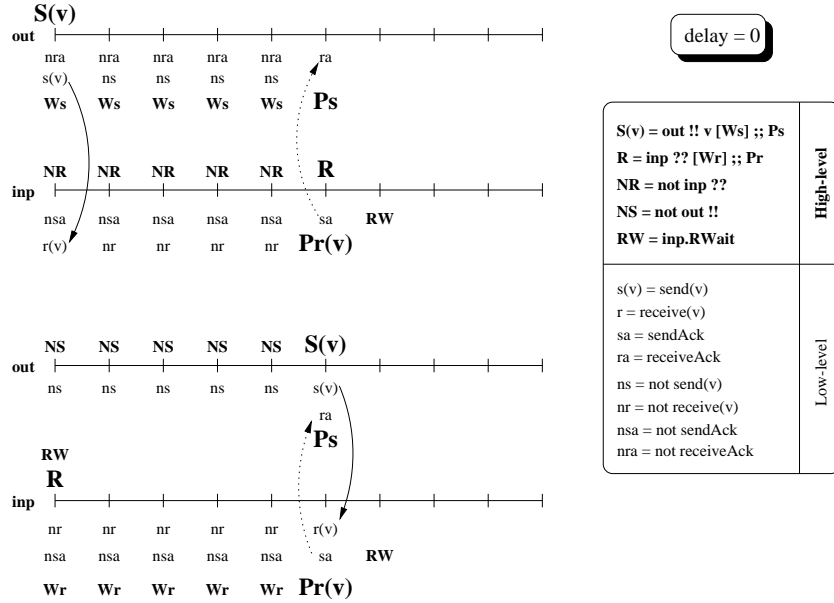 S(v)
out
nra nra nra nra nra ra
s(v) ns ns ns ns
Ws Ws Ws Ws Ws Ps
NR NR NR NR NR R
inp
nsa nsa nsa nsa nsa sa RW
r(v) nr nr nr nr Pr(v)
NS NS NS NS NS S(v)
out
ns ns ns ns ns s(v)
ra
Ps
RW
R
inp
nr nr nr nr nr r(v)
nsa nsa nsa nsa nsa sa RW
Wr Wr Wr Wr Wr Pr(v)
delay = 0
S(v) = out !! v [Ws] ;; Ps
R = inp ?? [Wr] ;; Pr
NR = not inp ??
NS = not out !!
RW = inp.RWait
High-level
s(v) = send(v)
r = receive(v)
sa = sendAck
ra = receiveAck
ns = not send(v)
nr = not receive(v)
nsa = not sendAck
nra = not receiveAck
Low-level